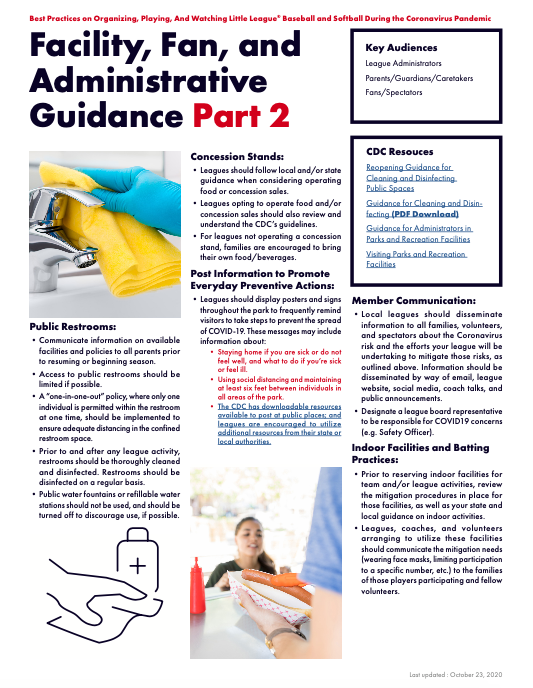 Best Practices on Organizing, Playing, And Watching Little League® Baseball and Softball During the Coronavirus Pandemic
Facility, Fan, and
Administrative
Guidance Part 2
Key Audiences
League Administrators
Parents/Guardians/Caretakers
Fans/Spectators
CDC Resouces
Reopening Guidance for
Cleaning and Disinfecting,
Public Spaces
Guidance for Cleaning and Disin-
fecting (PDF Download)
Guidance for Administrators in
Parks and Recreation Facilities
Visiting Parks and Recreation
Facilities
Public Restrooms:
• Communicate information on available
facilities and policies to all parents prior
to resuming or beginning season.
• Access to public restrooms should be
limited if possible.
• A “one-in-one-out” policy, where only one
individual is permitted within the restroom
at one time, should be implemented to
ensure adequate distancing in the confined
restroom space.
• Prior to and after any league activity,
restrooms should be thoroughly cleaned
and disinfected. Restrooms should be
disinfected on a regular basis.
• Public water fountains or refillable water
stations should not be used, and should be
turned off to discourage use, if possible.
Concession Stands:
• Leagues should follow local and/or state
guidance when considering operating
food or concession sales.
• Leagues opting to operate food and/or
concession sales should also review and
understand the CDC’s guidelines.
• For leagues not operating a concession
stand, families are encouraged to bring
their own food/beverages.
Post Information to Promote
Everyday Preventive Actions:
• Leagues should display posters and signs
throughout the park to frequently remind
visitors to take steps to prevent the spread
of COVID-19. These messages may include
information about:
• Staying home if you are sick or do not
feel well, and what to do if you’re sick
or feel ill.
• Using social distancing and maintaining
at least six feet between individuals in
all areas of the park.
• The CDC has downloadable resources
available to post at public places; and
leagues are encouraged to utilize
additional resources from their state or
local authorities.
Member Communication:
• Local leagues should disseminate
information to all families, volunteers,
and spectators about the Coronavirus
risk and the efforts your league will be
undertaking to mitigate those risks, as
outlined above. Information should be
disseminated by way of email, league
website, social media, coach talks, and
public announcements.
• Designate a league board representative
to be responsible for COVID19 concerns
(e.g. Safety Officer).
Indoor Facilities and Batting
Practices:
• Prior to reserving indoor facilities for
team and/or league activities, review
the mitigation procedures in place for
those facilities, as well as your state and
local guidance on indoor activities.
• Leagues, coaches, and volunteers
arranging to utilize these facilities
should communicate the mitigation needs
(wearing face masks, limiting participation
to a specific number, etc.) to the families
of those players participating and fellow
volunteers.
Last updated : October 23, 2020